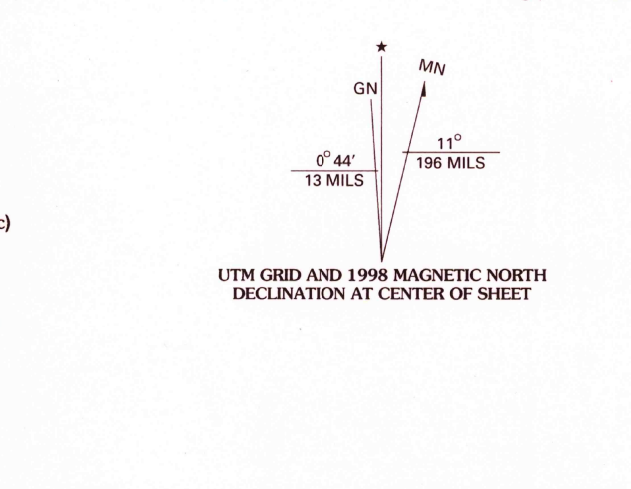 ★
MN
GN
11°
0° 44′
196 MILS
13 MILS
c)
UTM GRID AND 1998 MAGNETIC NORTH
DECLINATION AT CENTER OF SHEET